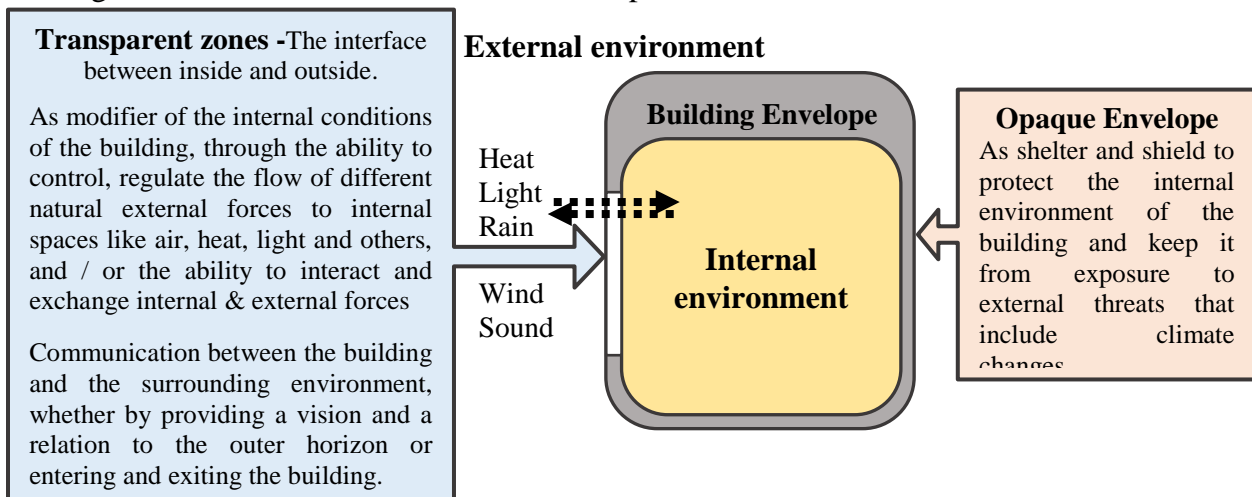 Transparent zones -The interface
between inside and outside.
As modifier of the internal conditions
of the building, through the ability to
control, regulate the flow of different
natural external forces to internal
spaces like air, heat, light and others,
and / or the ability to interact and
exchange internal & external forces
Communication between the building
and the surrounding environment,
whether by providing a vision and a
relation to the outer horizon or
entering and exiting the building.
External environment
Heat
Light
Rain
Wind
Sound
Building Envelope
Internal
environment
Opaque Envelope
As shelter and shield to
protect the internal
environment of the
building and keep it
from exposure to
external threats that
include climate
changes